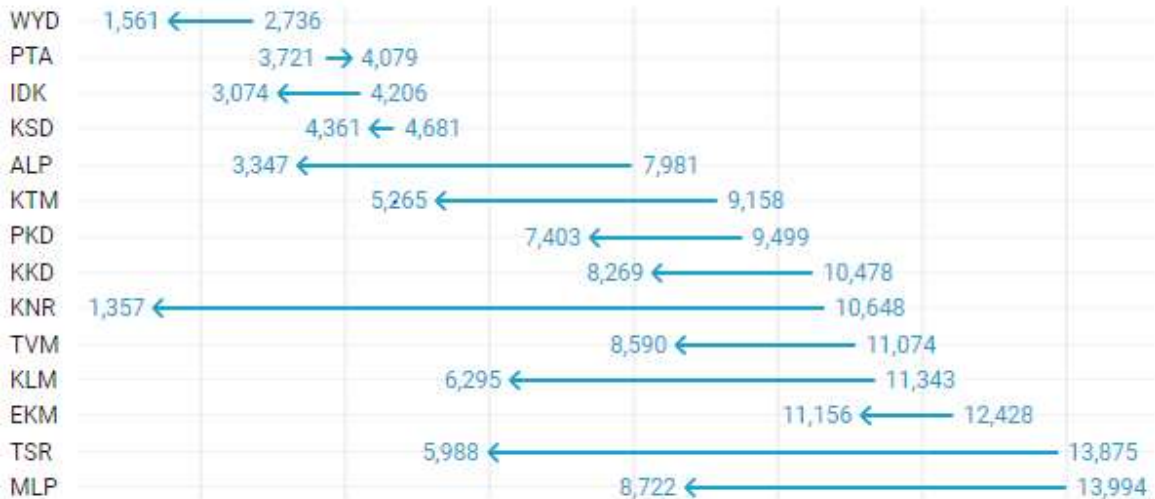 WYD 1,561 2,736
PTA 3,721 4,079
IDK 3,074 4,206
KSD 4,361 4,681
ALP 3,347 7,981
KTM 5,265 9,158
PKD 7,403 9,499
KKD 8,269 10,478
KNR 1,357 10,648
TVM 8,590 11,074
KLM 6,295 11,343
EKM 11,156 12,428
TSR 5,988 13,875
MLP 8,722 13,994